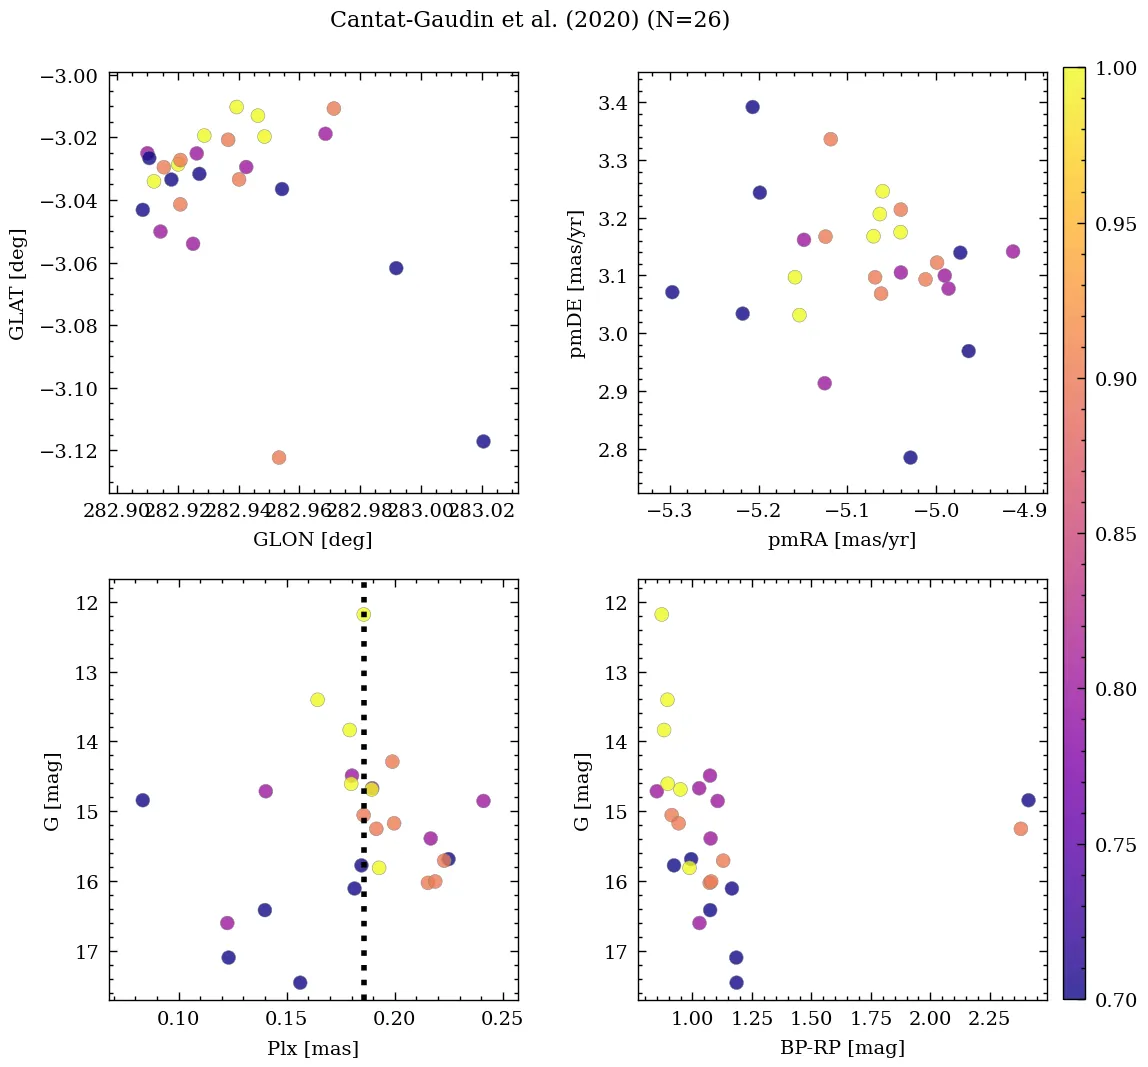 Cantat-Gaudin et al. (2020) (N=26)
−3.00
−3.02
−3.04
−3.06
−3.08
−3.10
−3.12
GLAT [deg]
282.90 282.92 282.94 282.96 282.98 283.00 283.02
GLON [deg]
3.4
3.3
3.2
3.1
3.0
2.9
2.8
pmDE [mas/yr]
−5.3 −5.2 −5.1 −5.0 −4.9
pmRA [mas/yr]
12
13
14
15
16
17
G [mag]
0.10 0.15 0.20 0.25
Plx [mas]
12
13
14
15
16
17
G [mag]
1.00 1.25 1.50 1.75 2.00 2.25
BP-RP [mag]
1.00
0.95
0.90
0.85
0.80
0.75
0.70